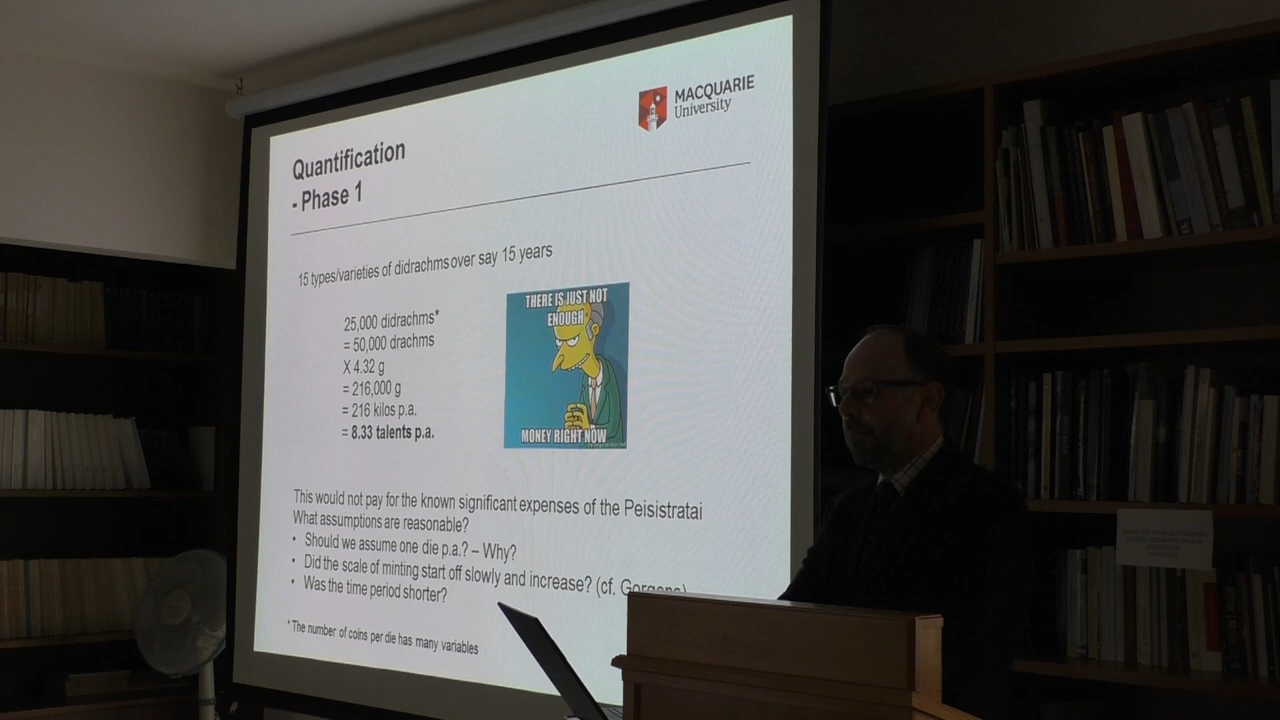 MACQUARIE
University
Quantification
- Phase 1
15 types/varieties of didrachms over say 15 years
25,000 didrachms*
= 50,000 drachms
X 4.32 g
= 216,000 g
= 216 kilos p.a.
= 8.33 talents p.a.
THERE IS JUST NOT
ENOUGH
MONEY RIGHT NOW
This would not pay for the known significant expenses of the Peisistratai
What assumptions are reasonable?
• Should we assume one die p.a.? – Why?
• Did the scale of minting start off slowly and increase? (cf. Gorgons)
• Was the time period shorter?
* The number of coins per die has many variables